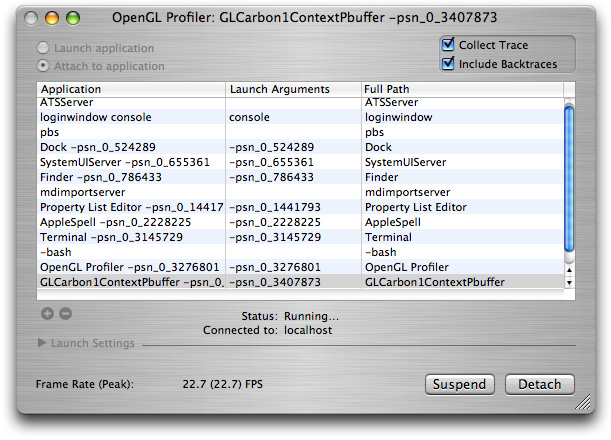 OpenGL Profiler: GLCarbon1ContextPbuffer -psn_0_3407873
Launch application
Attach to application
Collect Trace
Include Backtraces
Application Launch Arguments Full Path
ATSServer ATSServer
loginwindow console console loginwindow
pbs pbs
Dock -psn_0_524289 -psn_0_524289 Dock
SystemUIServer -psn_0_655361 -psn_0_655361 SystemUIServer
Finder -psn_0_786433 -psn_0_786433 Finder
mdimportserver mdimportserver
Property List Editor -psn_0_14417 -psn_0_1441793 Property List Editor
AppleSpell -psn_0_2228225 -psn_0_2228225 AppleSpell
Terminal -psn_0_3145729 -psn_0_3145729 Terminal
-bash -bash
OpenGL Profiler -psn_0_3276801 -psn_0_3276801 OpenGL Profiler
GLCarbon1ContextPbuffer -psn_0_ -psn_0_3407873 GLCarbon1ContextPbuffer
Status: Running...
Connected to: localhost
Launch Settings
Frame Rate (Peak): 22.7 (22.7) FPS
Suspend Detach